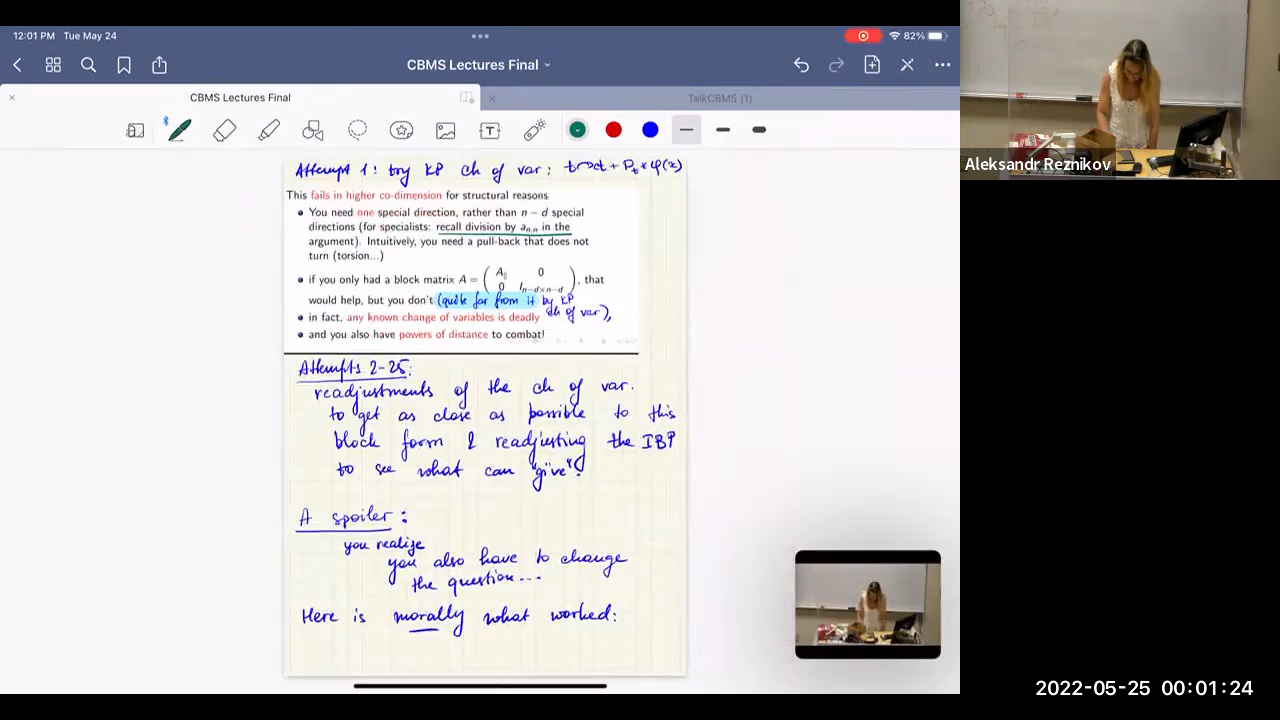 12:01 PM Tue May 24
82%
CBMS Lectures Final
CBMS Lectures Final
TalkCBMS (1)
Attempt 1: try KP ch of var; t → t + Pₜ * φ(x)
This fails in higher co-dimension for structural reasons.
• You need one special direction, rather than n − d special
directions (for specialists: recall division by aₙ,ₙ in the
argument). Intuitively, you need a pull-back that does not
turn (torsion...)
• if you only had a block matrix A = ( A∥ 0
0 Iₙ₋d×ₙ₋d ), that
would help, but you don't (quite far from it by KP
ch of var),
• in fact, any known change of variables is deadly
• and you also have powers of distance to combat!
Attempts 2-25:
readjustments of the ch of var.
to get as close as possible to this
block form & readjusting the IBP
to see what can "give".
A spoiler:
you realize
you also have to change
the question...
Here is morally what worked:
Aleksandr Reznikov
2022-05-25 00:01:24